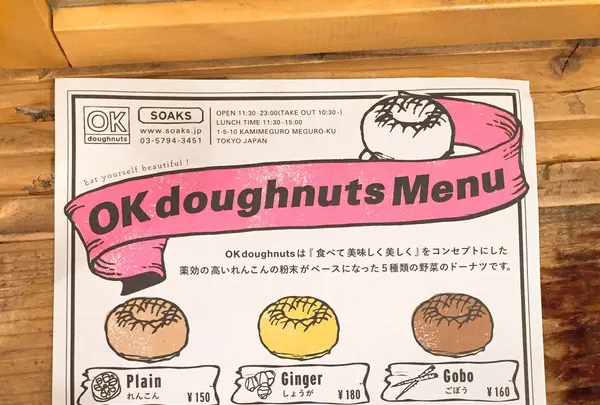 OK
doughnuts
SOAKS
www.soaks.jp
03-5794-3451
OPEN 11:30-23:00(TAKE OUT 10:30-)
LUNCH TIME 11:30-15:00
1-5-10 KAMIMEGURO MEGURO-KU
TOKYO JAPAN
Eat yourself beautiful !
OK doughnuts Menu
OKdoughnutsは『食べて美味しく美しく』をコンセプトにした
薬効の高いれんこんの粉末がベースになった5種類の野菜のドーナツです。
Plain
れんこん ¥150
Ginger
しょうが ¥180
Gobo
ごぼう ¥160